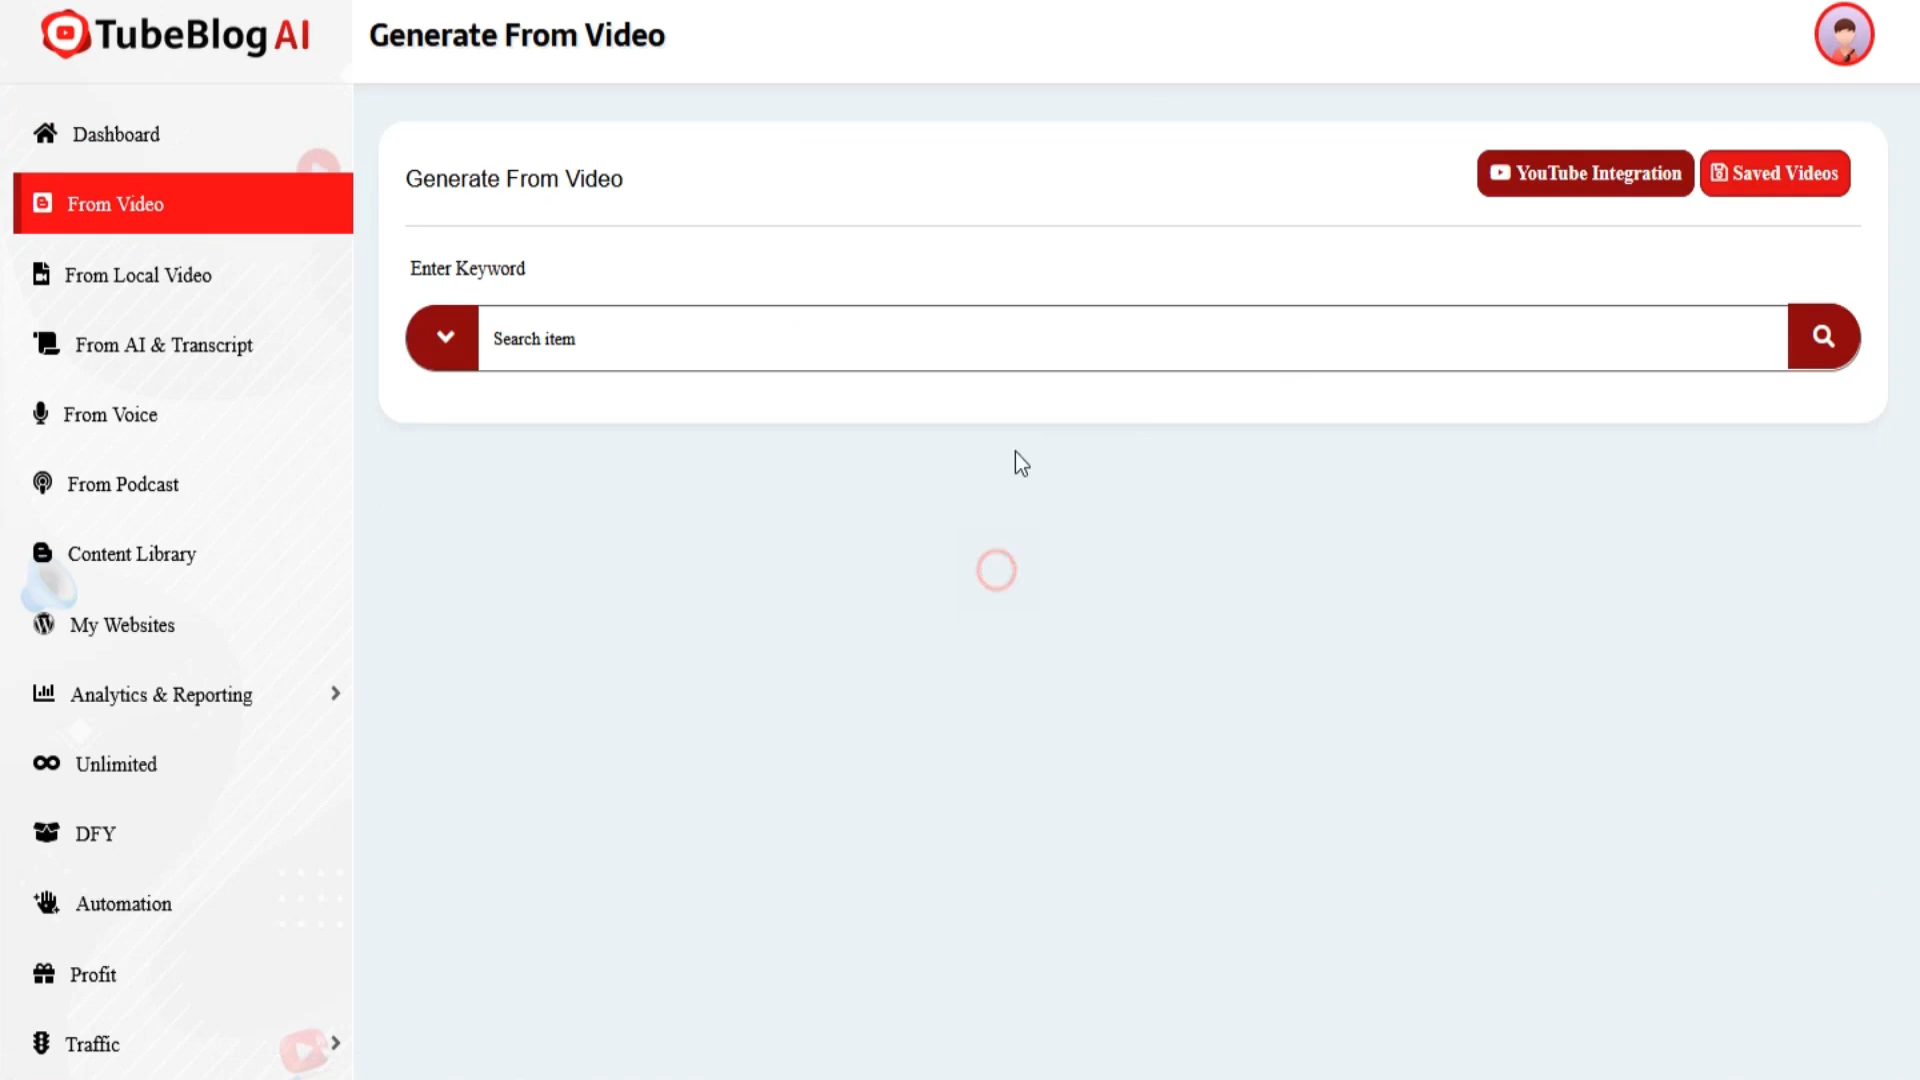 TubeBlog AI
Generate From Video
Dashboard
From Video
From Local Video
From AI & Transcript
From Voice
From Podcast
Content Library
My Websites
Analytics & Reporting
Unlimited
DFY
Automation
Profit
Traffic
Generate From Video
YouTube Integration
Saved Videos
Enter Keyword
Search item